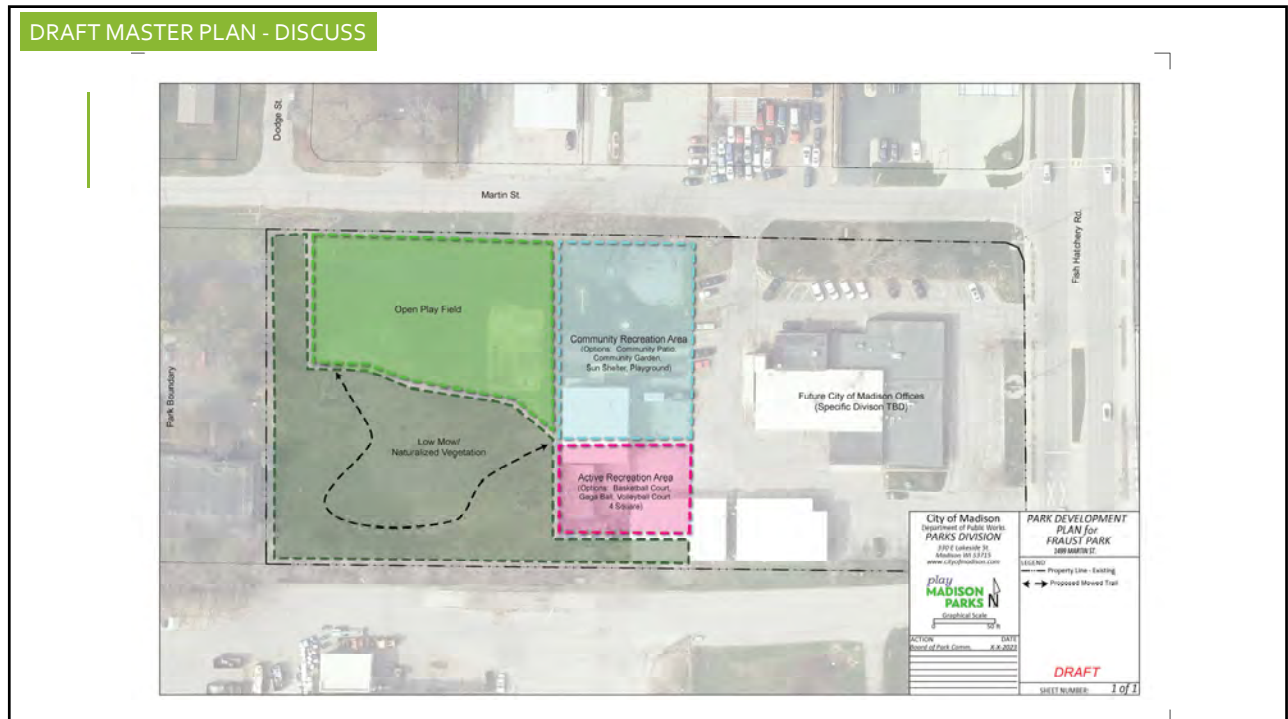 DRAFT MASTER PLAN - DISCUSS
Dodge St.
Martin St.
Fish Hatchery Rd.
Park Boundary
Open Play Field
Community Recreation Area
(Options: Community Patio,
Community Garden,
Sun Shelter, Playground)
Future City of Madison Offices
(Specific Divison TBD)
Low Mow/
Naturalized Vegetation
Active Recreation Area
(Options: Basketball Court,
Gaga Ball, Volleyball Court
4 Square)
City of Madison
Department of Public Works
PARKS DIVISION
330 E Lakeside St.
Madison WI 53715
www.cityofmadison.com
play
MADISON
PARKS
N
Graphical Scale
0 50 ft
ACTION DATE
Board of Park Comm. X-X-2023
PARK DEVELOPMENT
PLAN for
FRAUST PARK
2499 MARTIN ST.
LEGEND
Property Line - Existing
Proposed Mowed Trail
DRAFT
SHEET NUMBER: 1 of 1